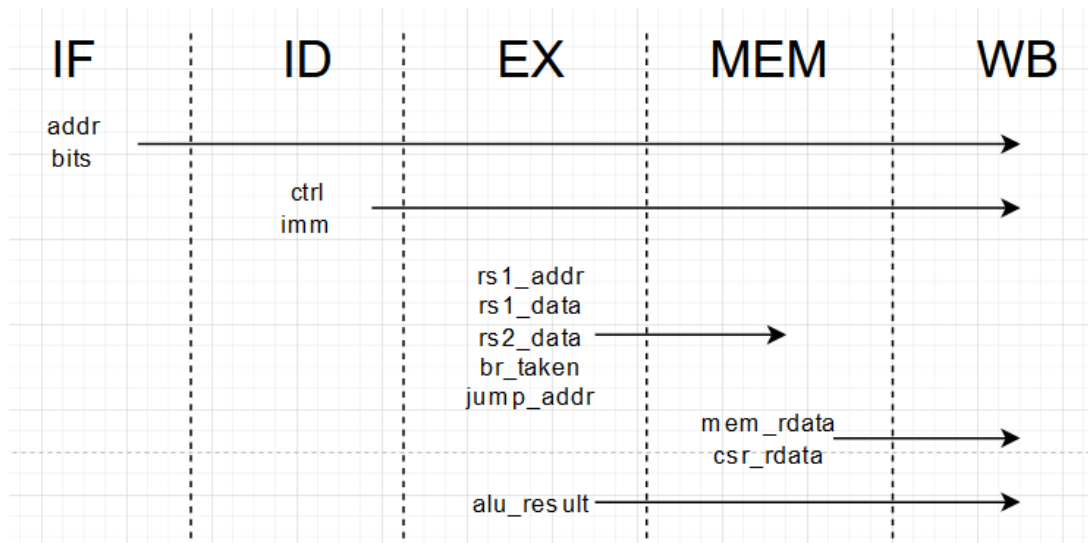 IF ID EX MEM WB
addr
bits
ctrl
imm
rs1_addr
rs1_data
rs2_data
br_taken
jump_addr
mem_rdata
csr_rdata
alu_result